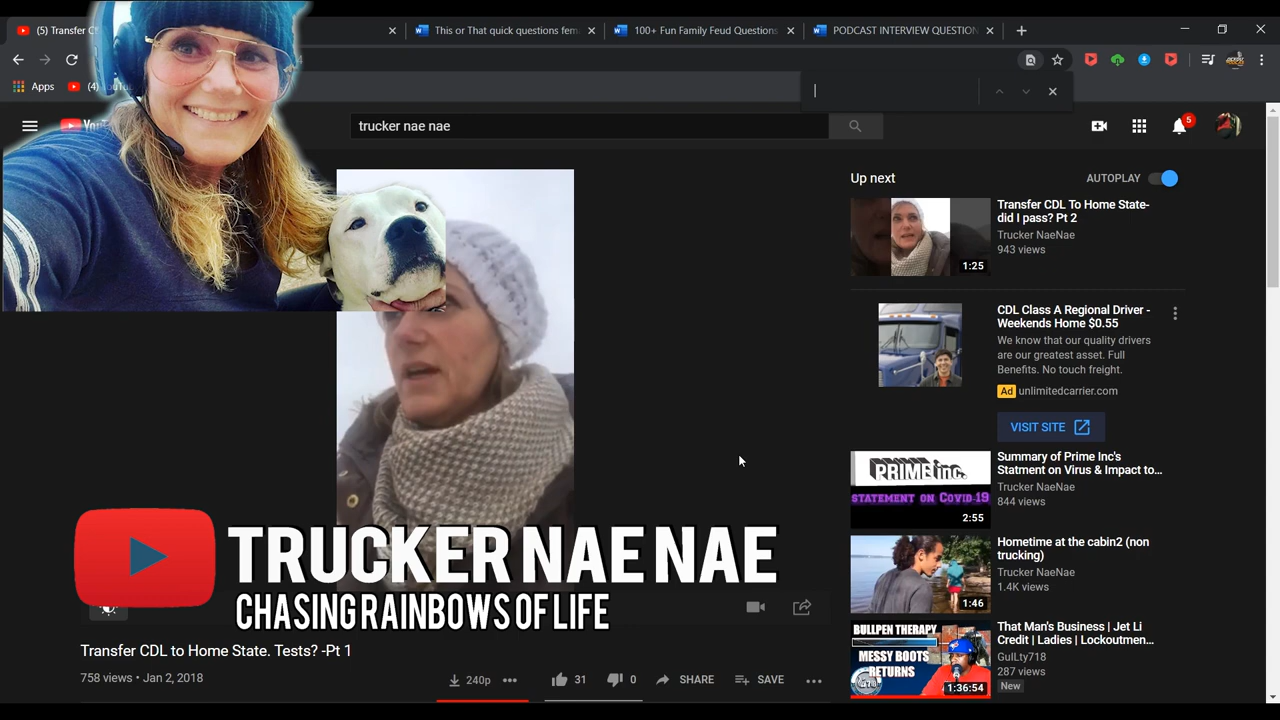 (5) Transfer C
This or That quick questions fem
100+ Fun Family Feud Questions
PODCAST INTERVIEW QUESTION
Apps
(4)
trucker nae nae
5
Up next
AUTOPLAY
Transfer CDL To Home State-
did I pass? Pt 2
Trucker NaeNae
943 views
1:25
CDL Class A Regional Driver -
Weekends Home $0.55
We know that our quality drivers
are our greatest asset. Full
Benefits. No touch freight.
Ad unlimitedcarrier.com
VISIT SITE
PRIME inc.
STATEMENT ON COVID-19
2:55
Summary of Prime Inc's
Statment on Virus & Impact to...
Trucker NaeNae
844 views
Hometime at the cabin2 (non
trucking)
Trucker NaeNae
1.4K views
1:46
BULLPEN THERAPY
MESSY BOOTS
RETURNS
1:36:54
That Man's Business | Jet Li
Credit | Ladies | Lockoutmen...
GuILty718
287 views
New
TRUCKER NAE NAE
CHASING RAINBOWS OF LIFE
Transfer CDL to Home State. Tests? -Pt 1
758 views • Jan 2, 2018
240p
31
0
SHARE
SAVE